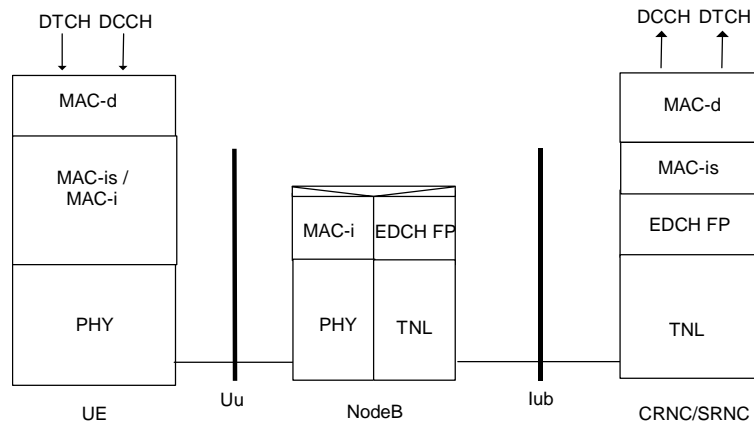 DTCH DCCH
MAC-d
MAC-is /
MAC-i
PHY
UE
Uu
MAC-i
EDCH FP
PHY
TNL
NodeB
Iub
DCCH DTCH
MAC-d
MAC-is
EDCH FP
TNL
CRNC/SRNC